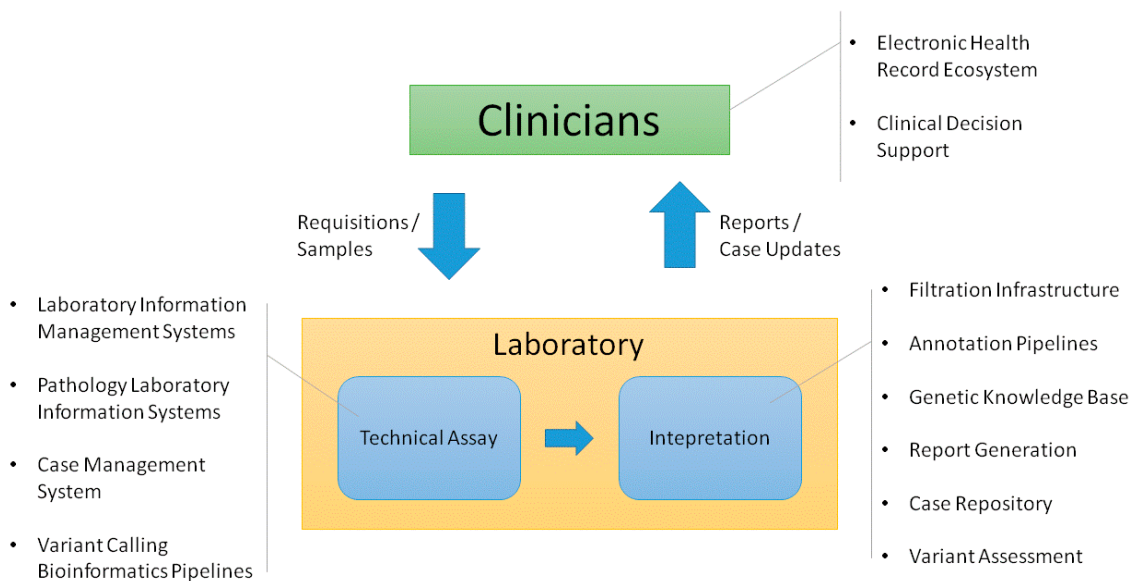 • Electronic Health
Record Ecosystem
• Clinical Decision
Support
Clinicians
Requisitions /
Samples
Reports /
Case Updates
• Laboratory Information
Management Systems
• Pathology Laboratory
Information Systems
• Case Management
System
• Variant Calling
Bioinformatics Pipelines
Laboratory
Technical Assay
Intepretation
• Filtration Infrastructure
• Annotation Pipelines
• Genetic Knowledge Base
• Report Generation
• Case Repository
• Variant Assessment